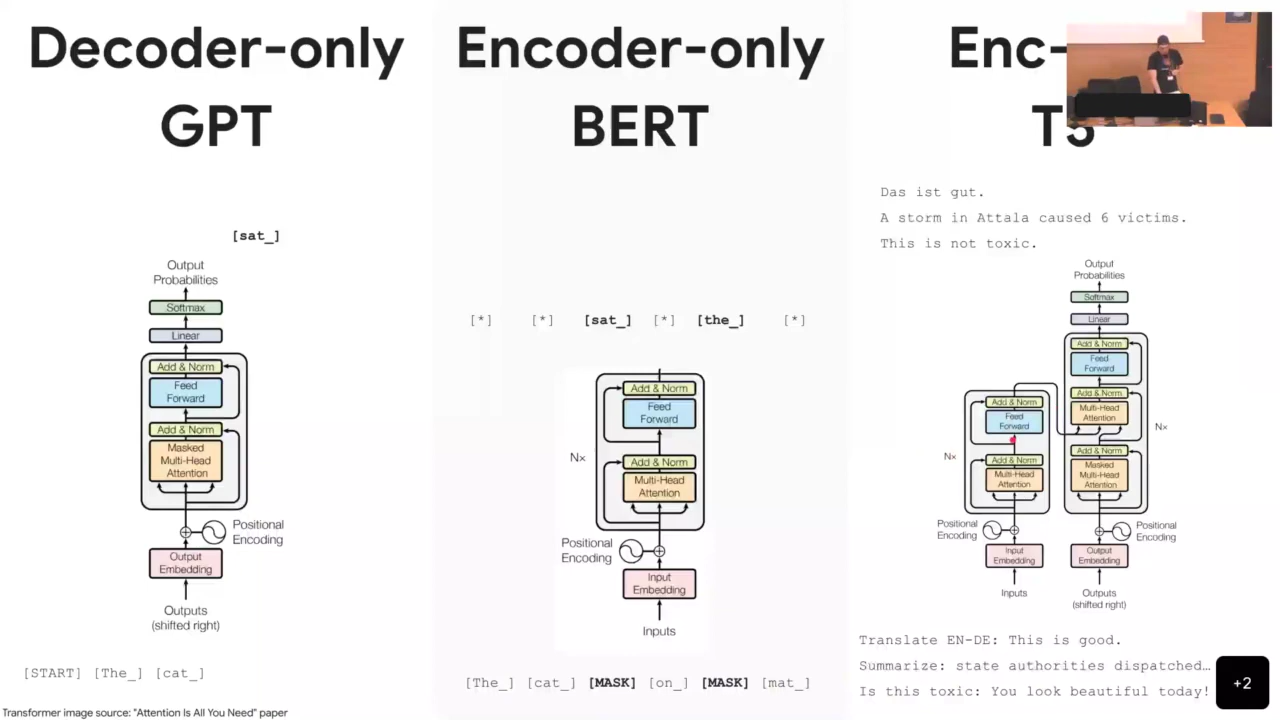 Decoder-only
GPT
[sat_]
Output
Probabilities
Softmax
Linear
Add & Norm
Feed
Forward
Add & Norm
Masked
Multi-Head
Attention
Positional
Encoding
Output
Embedding
Outputs
(shifted right)
[START] [The_] [cat_]
Transformer image source: "Attention Is All You Need" paper
Encoder-only
BERT
[*] [*] [sat_] [*] [the_] [*]
Add & Norm
Feed
Forward
Nx
Add & Norm
Multi-Head
Attention
Positional
Encoding
Input
Embedding
Inputs
[The_] [cat_] [MASK] [on_] [MASK] [mat_]
Enc-
T5
Das ist gut.
A storm in Attala caused 6 victims.
This is not toxic.
Output
Probabilities
Softmax
Linear
Add & Norm
Feed
Forward
Add & Norm
Multi-Head
Attention
Nx
Add & Norm
Masked
Multi-Head
Attention
Positional
Encoding
Output
Embedding
Outputs
(shifted right)
Add & Norm
Feed
Forward
Nx
Add & Norm
Multi-Head
Attention
Positional
Encoding
Input
Embedding
Inputs
Translate EN-DE: This is good.
Summarize: state authorities dispatched…
Is this toxic: You look beautiful today!
+2